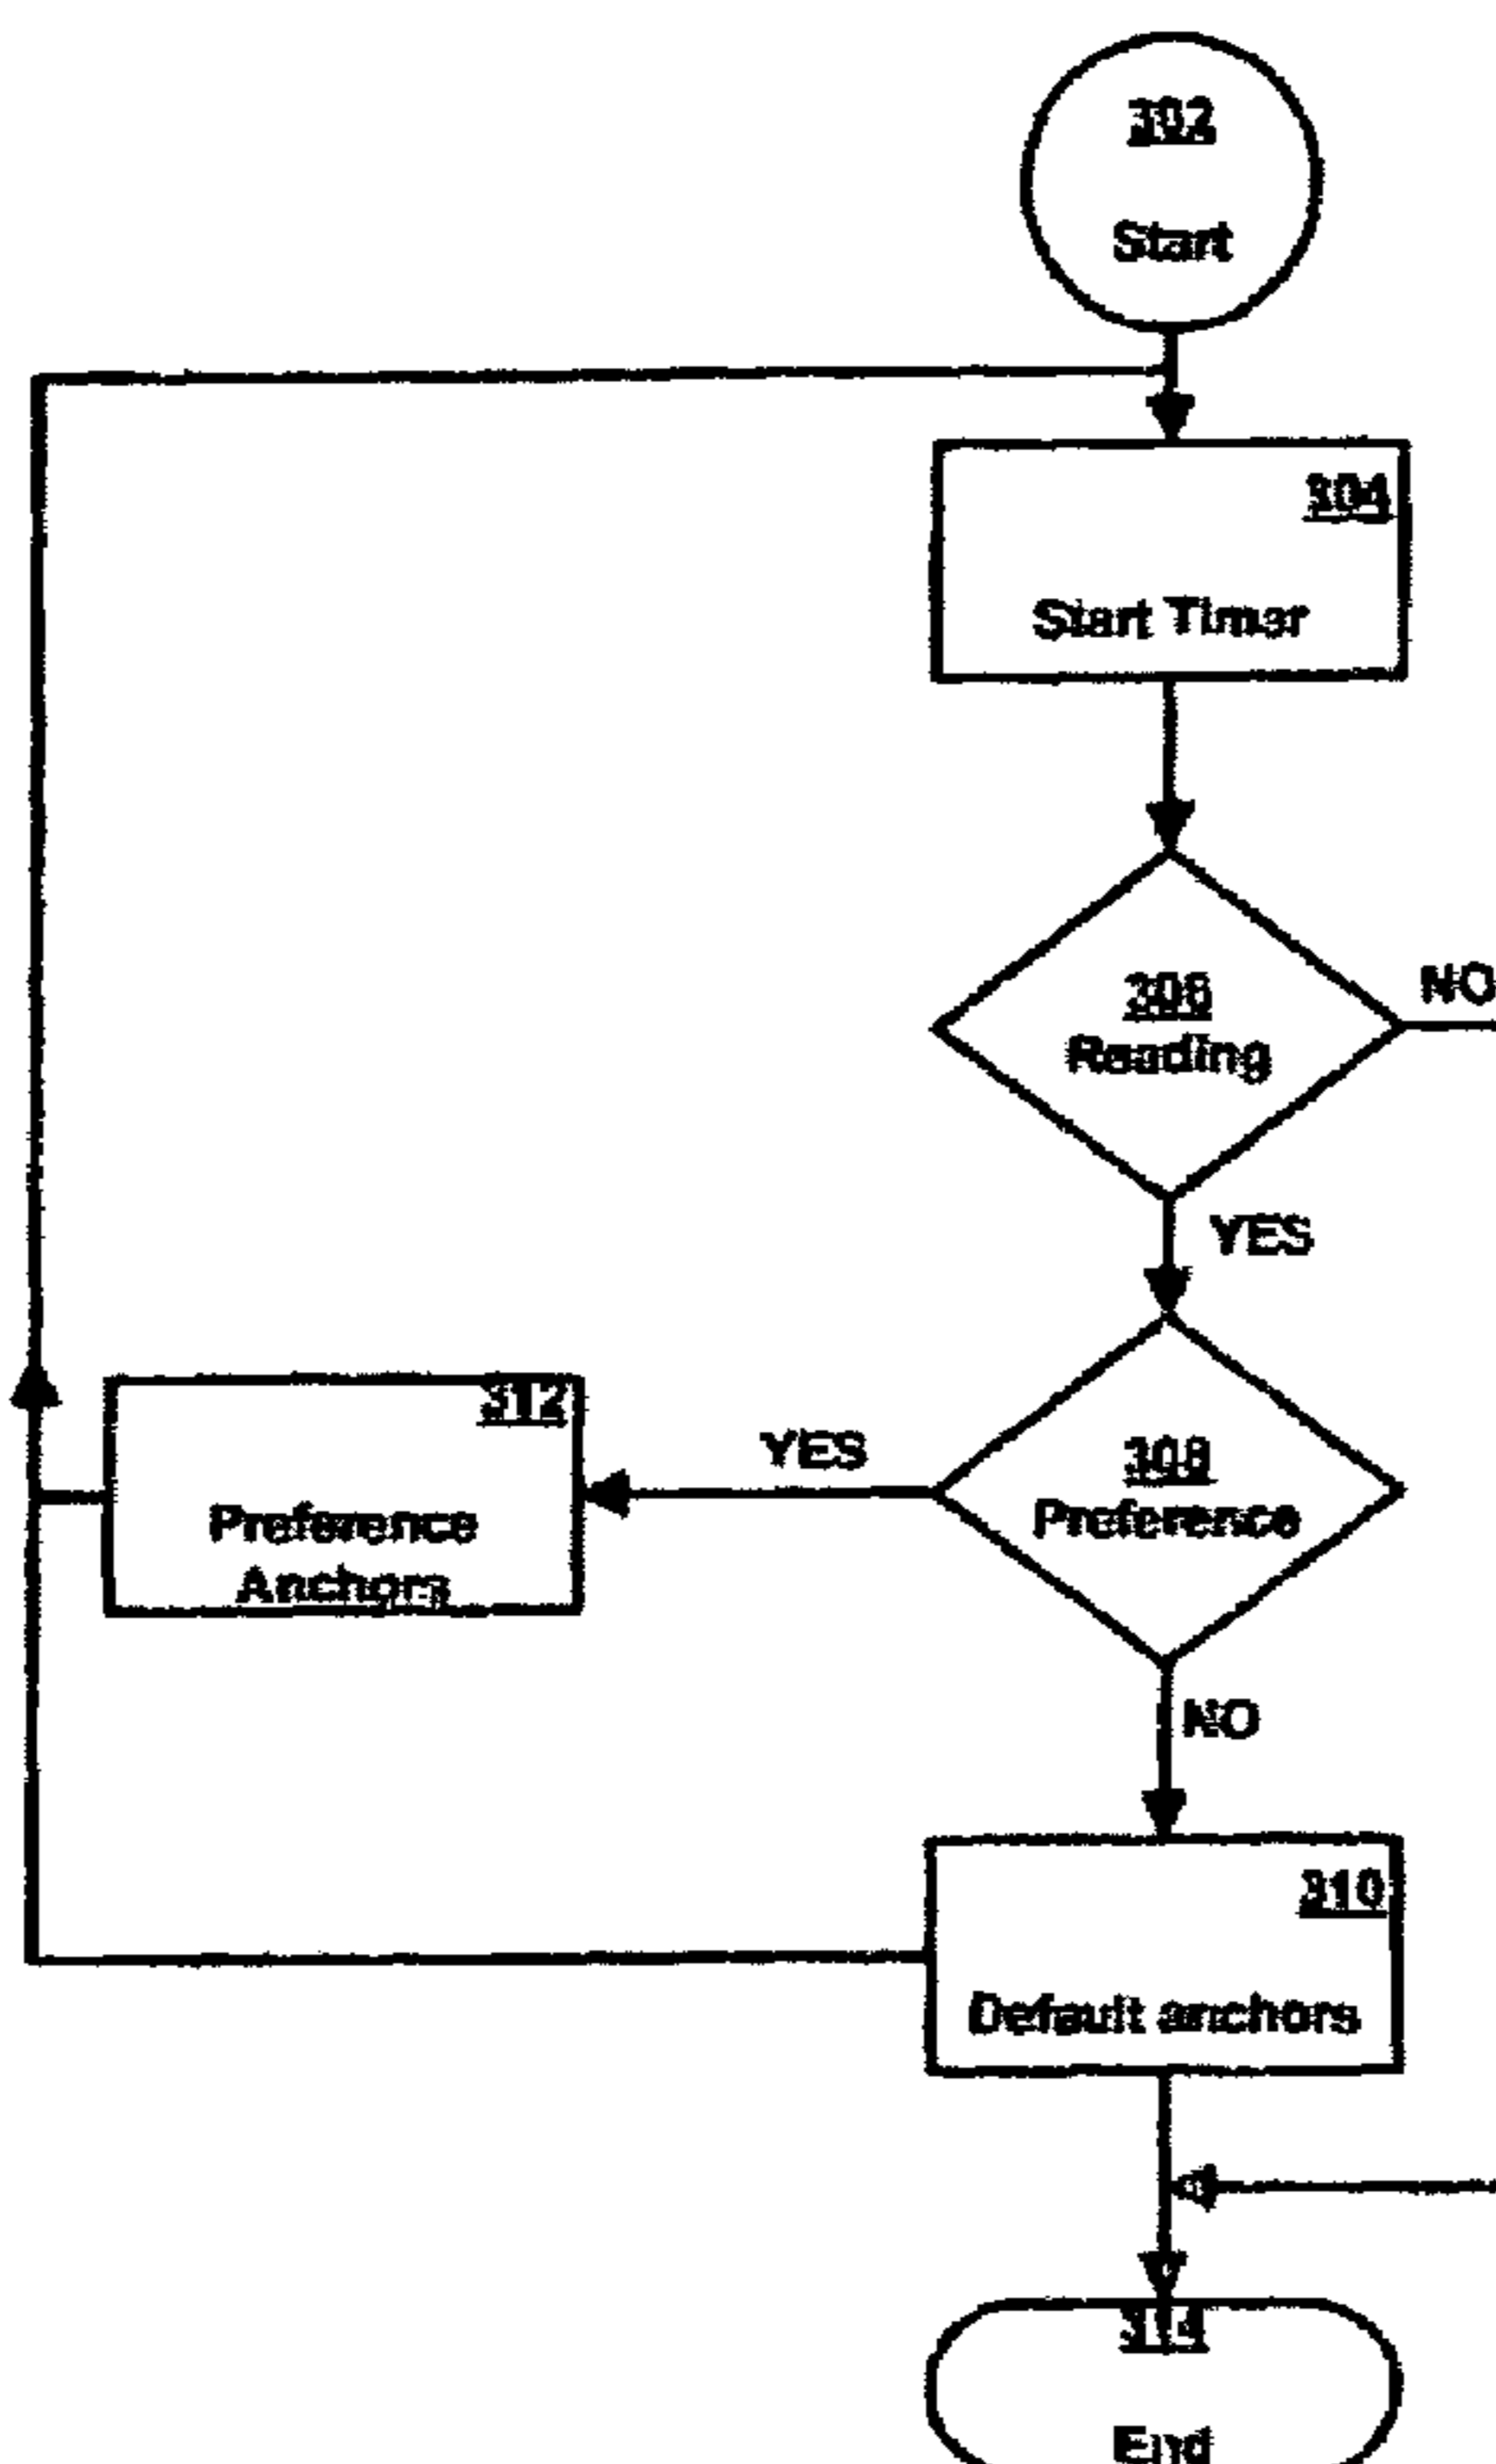 302
Start
304
Start Timer
306
Reading
NO
YES
308
Preference
YES
312
Preference
Anchors
NO
310
Default anchors
314
End